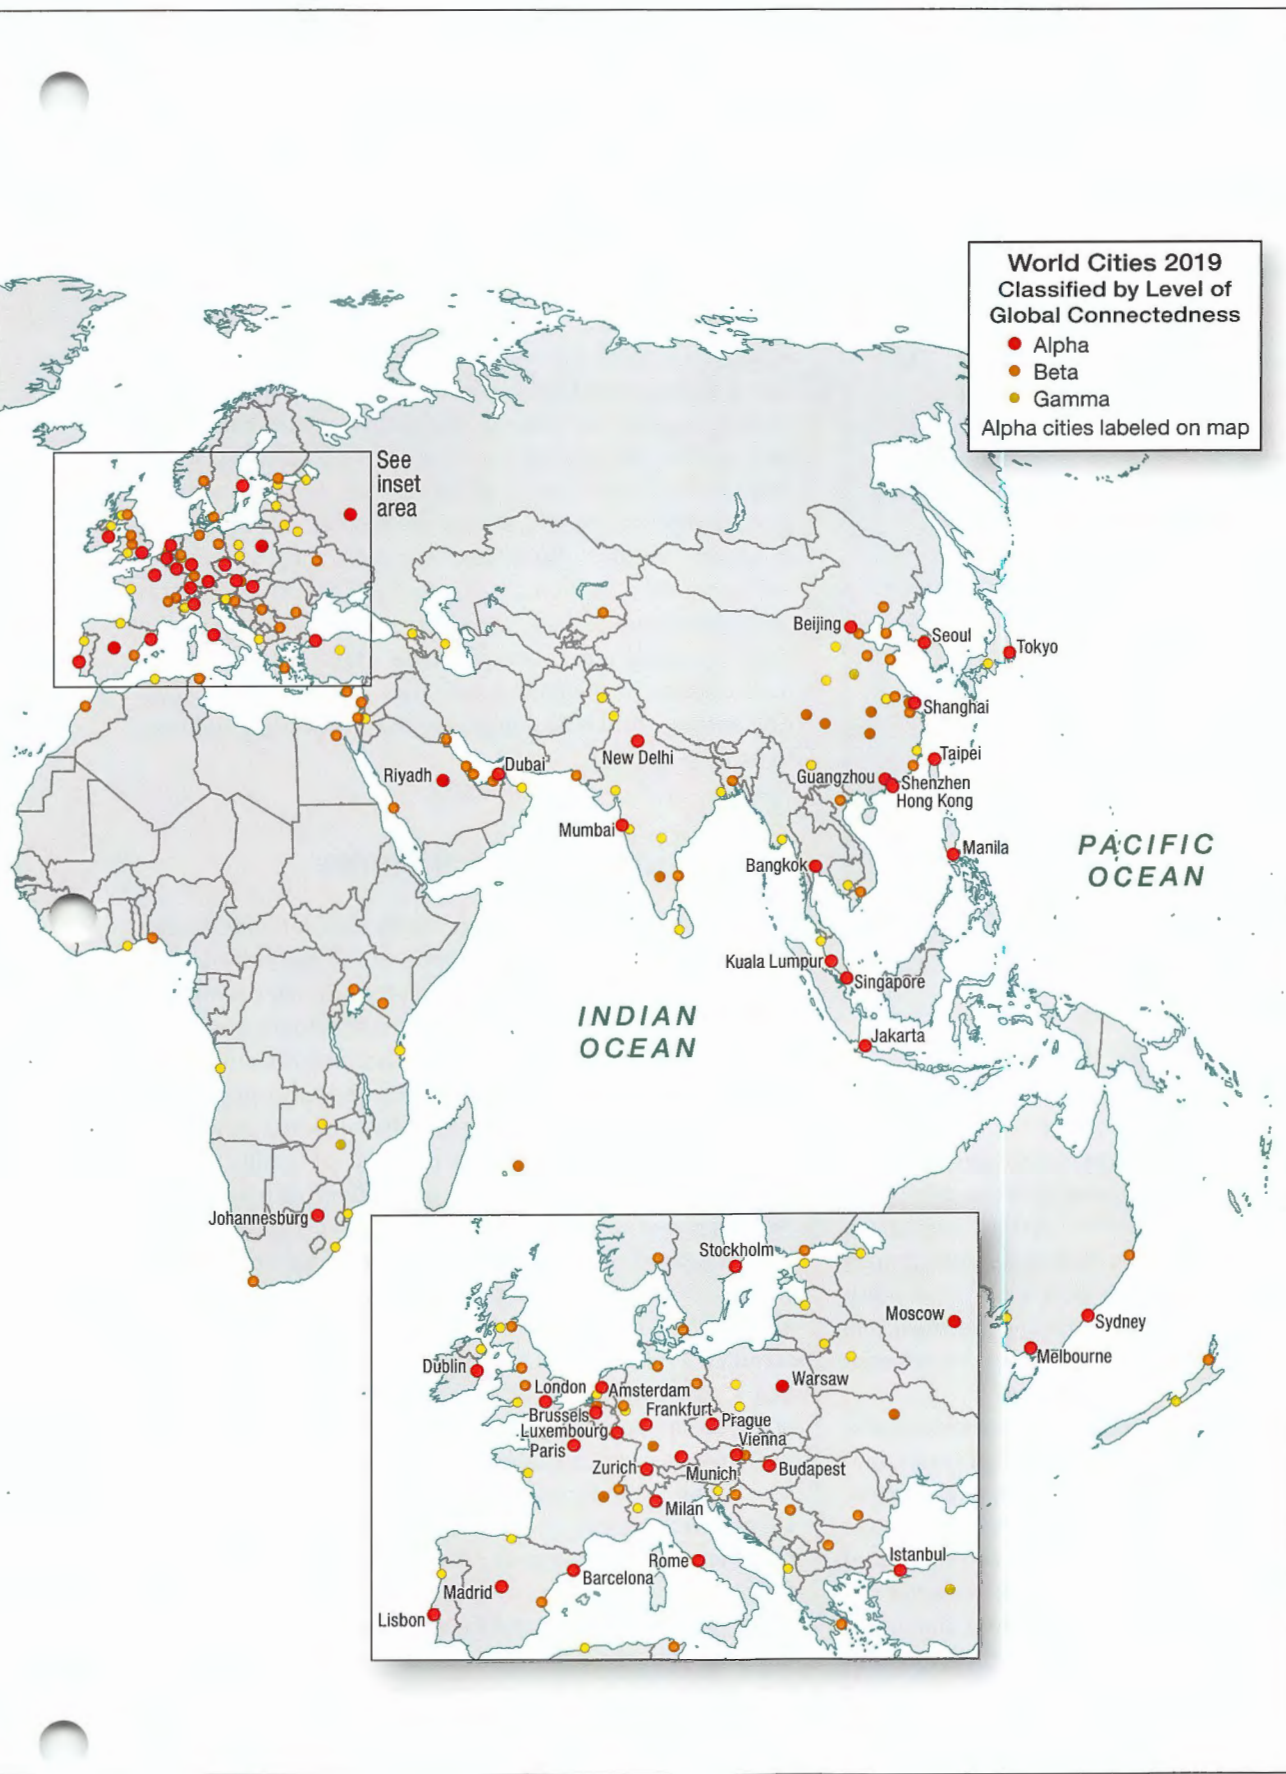 World Cities 2019
Classified by Level of
Global Connectedness
Alpha
Beta
Gamma
Alpha cities labeled on map
See
inset
area
Beijing
Seoul
Tokyo
Shanghai
New Delhi
Taipei
Riyadh
Dubai
Guangzhou
Shenzhen
Hong Kong
Mumbai
Manila
Bangkok
PACIFIC
OCEAN
Kuala Lumpur
Singapore
INDIAN
OCEAN
Jakarta
Johannesburg
Sydney
Melbourne
Stockholm
Moscow
Dublin
London
Amsterdam
Warsaw
Brussels
Frankfurt
Prague
Luxembourg
Vienna
Paris
Zurich
Munich
Budapest
Milan
Rome
Istanbul
Barcelona
Madrid
Lisbon